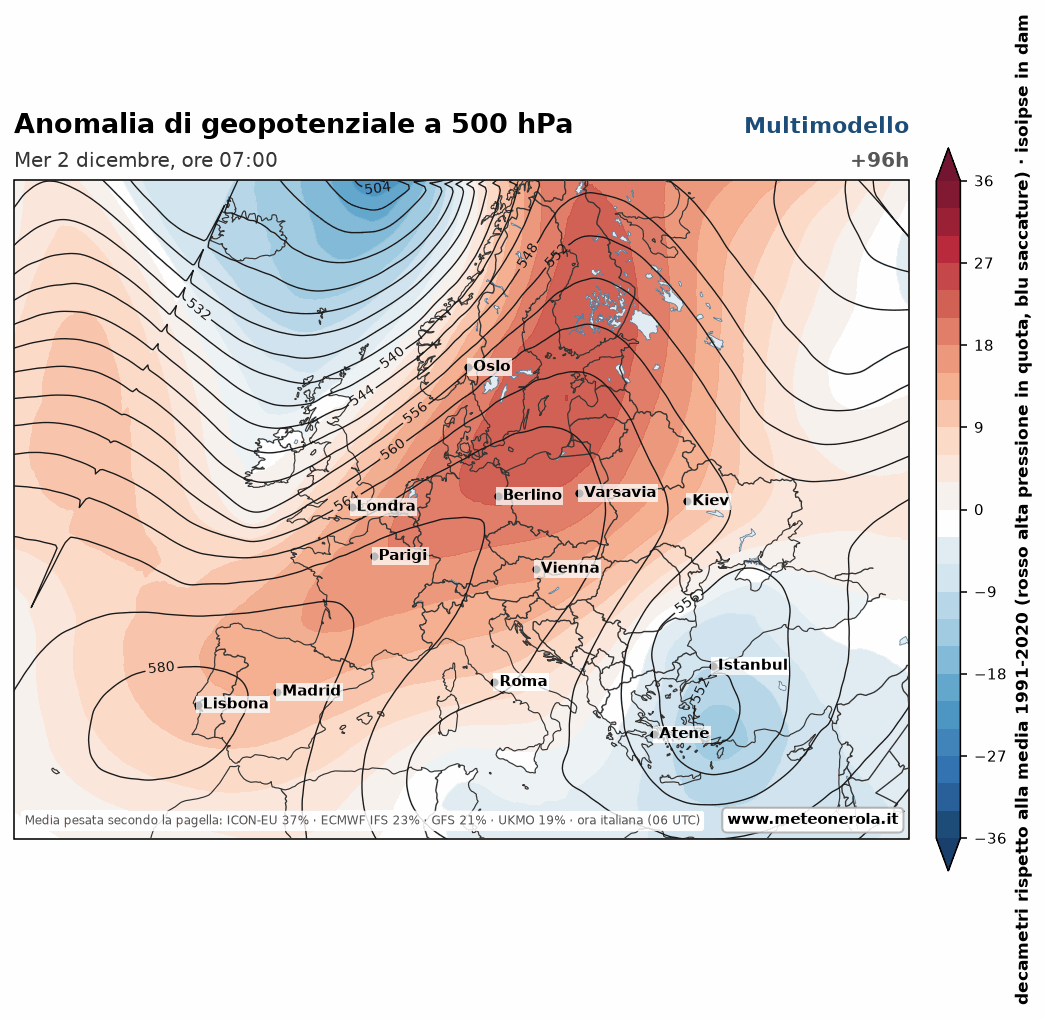 Anomalia di geopotenziale a 500 hPa
Multimodello
Mer 2 dicembre, ore 07:00
+96h
504
532
548
552
540
544
556
560
564
580
556
552
Oslo
Londra
Berlino
Varsavia
Kiev
Parigi
Vienna
Istanbul
Roma
Madrid
Lisbona
Atene
Media pesata secondo la pagella: ICON-EU 37% · ECMWF IFS 23% · GFS 21% · UKMO 19% · ora italiana (06 UTC)
www.meteonerola.it
36
27
18
9
0
−9
−18
−27
−36
decametri rispetto alla media 1991-2020 (rosso alta pressione in quota, blu saccature) · isoipse in dam